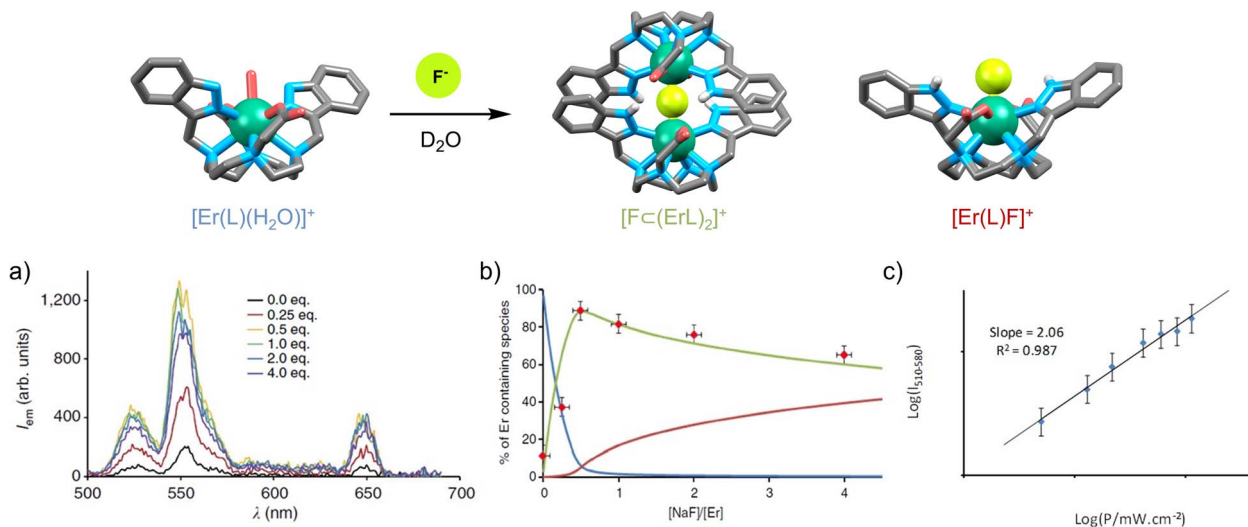 F⁻
D₂O
[Er(L)(H₂O)]⁺
[F⊂(ErL)₂]⁺
[Er(L)F]⁺
a)
I_em (arb. units)
1,200
800
400
0
0.0 eq.
0.25 eq.
0.5 eq.
1.0 eq.
2.0 eq.
4.0 eq.
500
550
600
650
700
λ (nm)
b)
% of Er containing species
100
80
60
40
20
0
0
1
2
3
4
[NaF]/[Er]
c)
Log(I₅₁₀₋₅₈₀)
Slope = 2.06
R² = 0.987
Log(P/mW.cm⁻²)